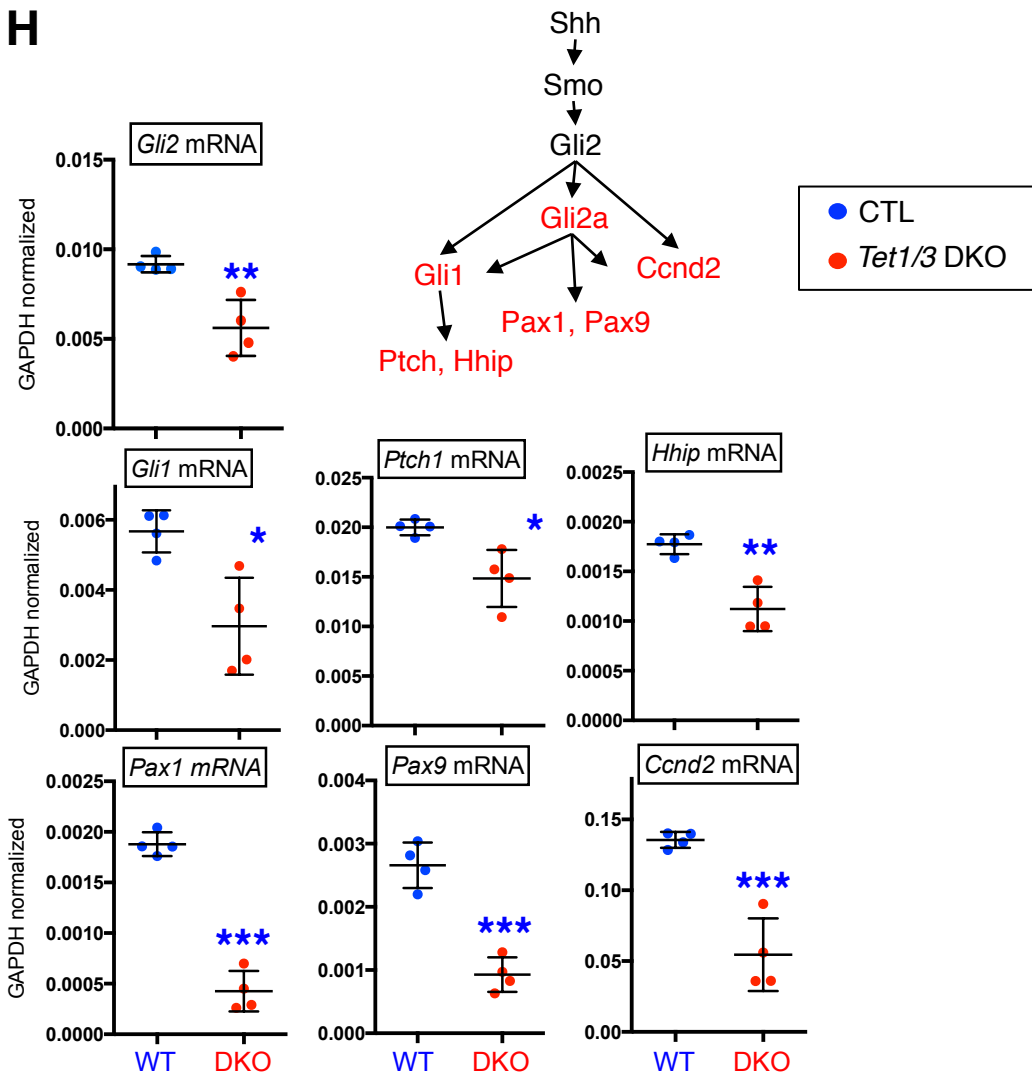 H
Shh
Smo
Gli2
Gli2a
Gli1
Ccnd2
Pax1, Pax9
Ptch, Hhip
CTL
Tet1/3 DKO
Gli2 mRNA
GAPDH normalized
0.015
0.010
0.005
0.000
**
Gli1 mRNA
GAPDH normalized
0.006
0.004
0.002
0.000
*
Ptch1 mRNA
0.025
0.020
0.015
0.010
0.005
0.000
*
Hhip mRNA
0.0025
0.0020
0.0015
0.0010
0.0005
0.0000
**
Pax1 mRNA
GAPDH normalized
0.0025
0.0020
0.0015
0.0010
0.0005
0.0000
***
WT DKO
Pax9 mRNA
0.004
0.003
0.002
0.001
0.000
***
WT DKO
Ccnd2 mRNA
0.15
0.10
0.05
0.00
***
WT DKO